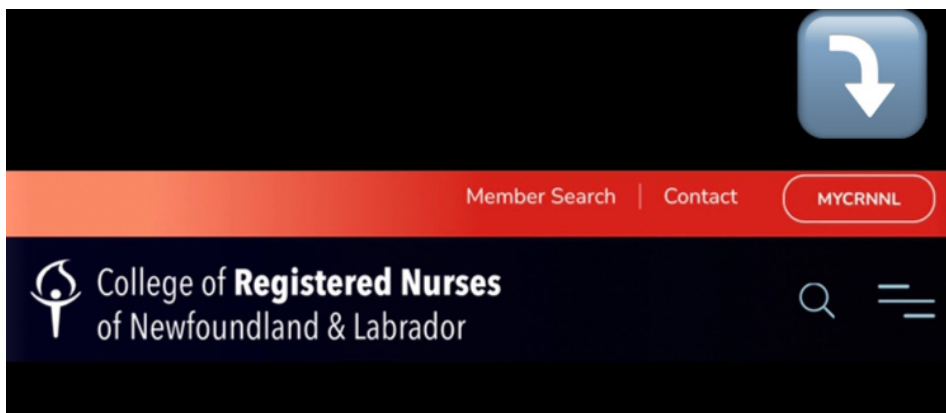 Member Search | Contact MYCRNNL
College of Registered Nurses
of Newfoundland & Labrador